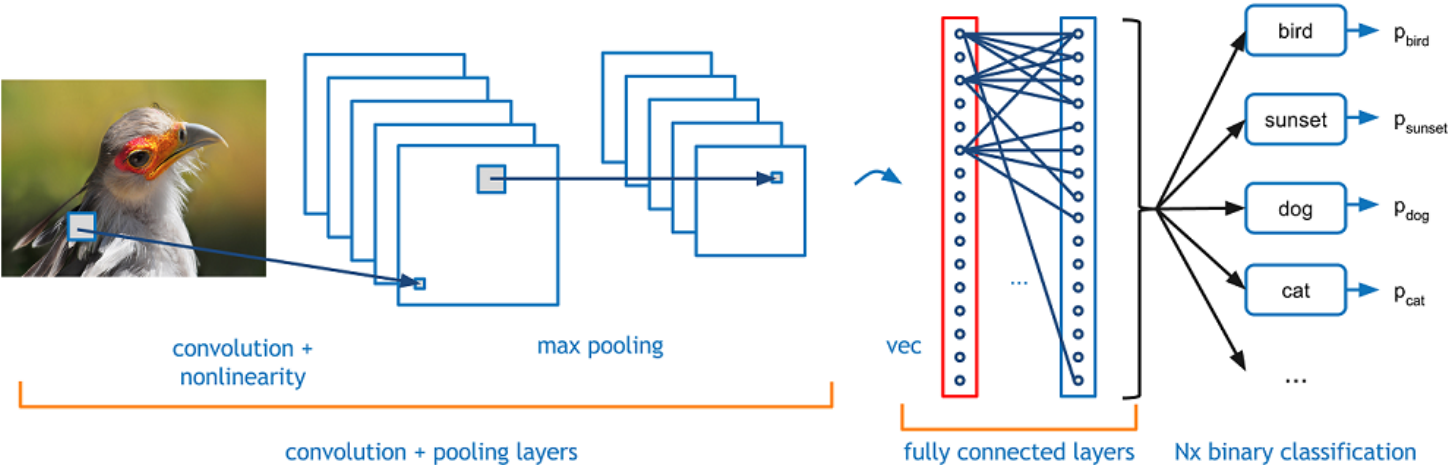 bird
p_bird
sunset
p_sunset
dog
p_dog
cat
p_cat
...
...
convolution +
nonlinearity
max pooling
vec
convolution + pooling layers
fully connected layers
Nx binary classification